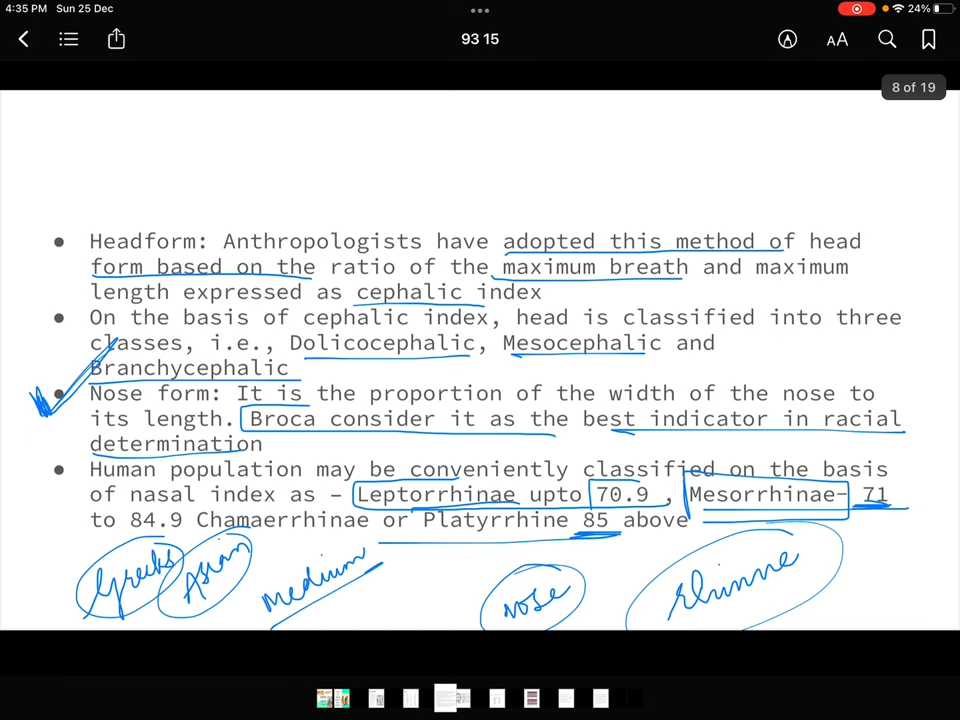 4:35 PM Sun 25 Dec
24%
93 15
AA
8 of 19
● Headform: Anthropologists have adopted this method of head
form based on the ratio of the maximum breath and maximum
length expressed as cephalic index
● On the basis of cephalic index, head is classified into three
classes, i.e., Dolicocephalic, Mesocephalic and
Branchycephalic
● Nose form: It is the proportion of the width of the nose to
its length. Broca consider it as the best indicator in racial
determination
● Human population may be conveniently classified on the basis
of nasal index as – Leptorrhinae upto 70.9 , Mesorrhinae- 71
to 84.9 Chamaerrhinae or Platyrrhine 85 above
Greeks Asian medium nose Rhinne